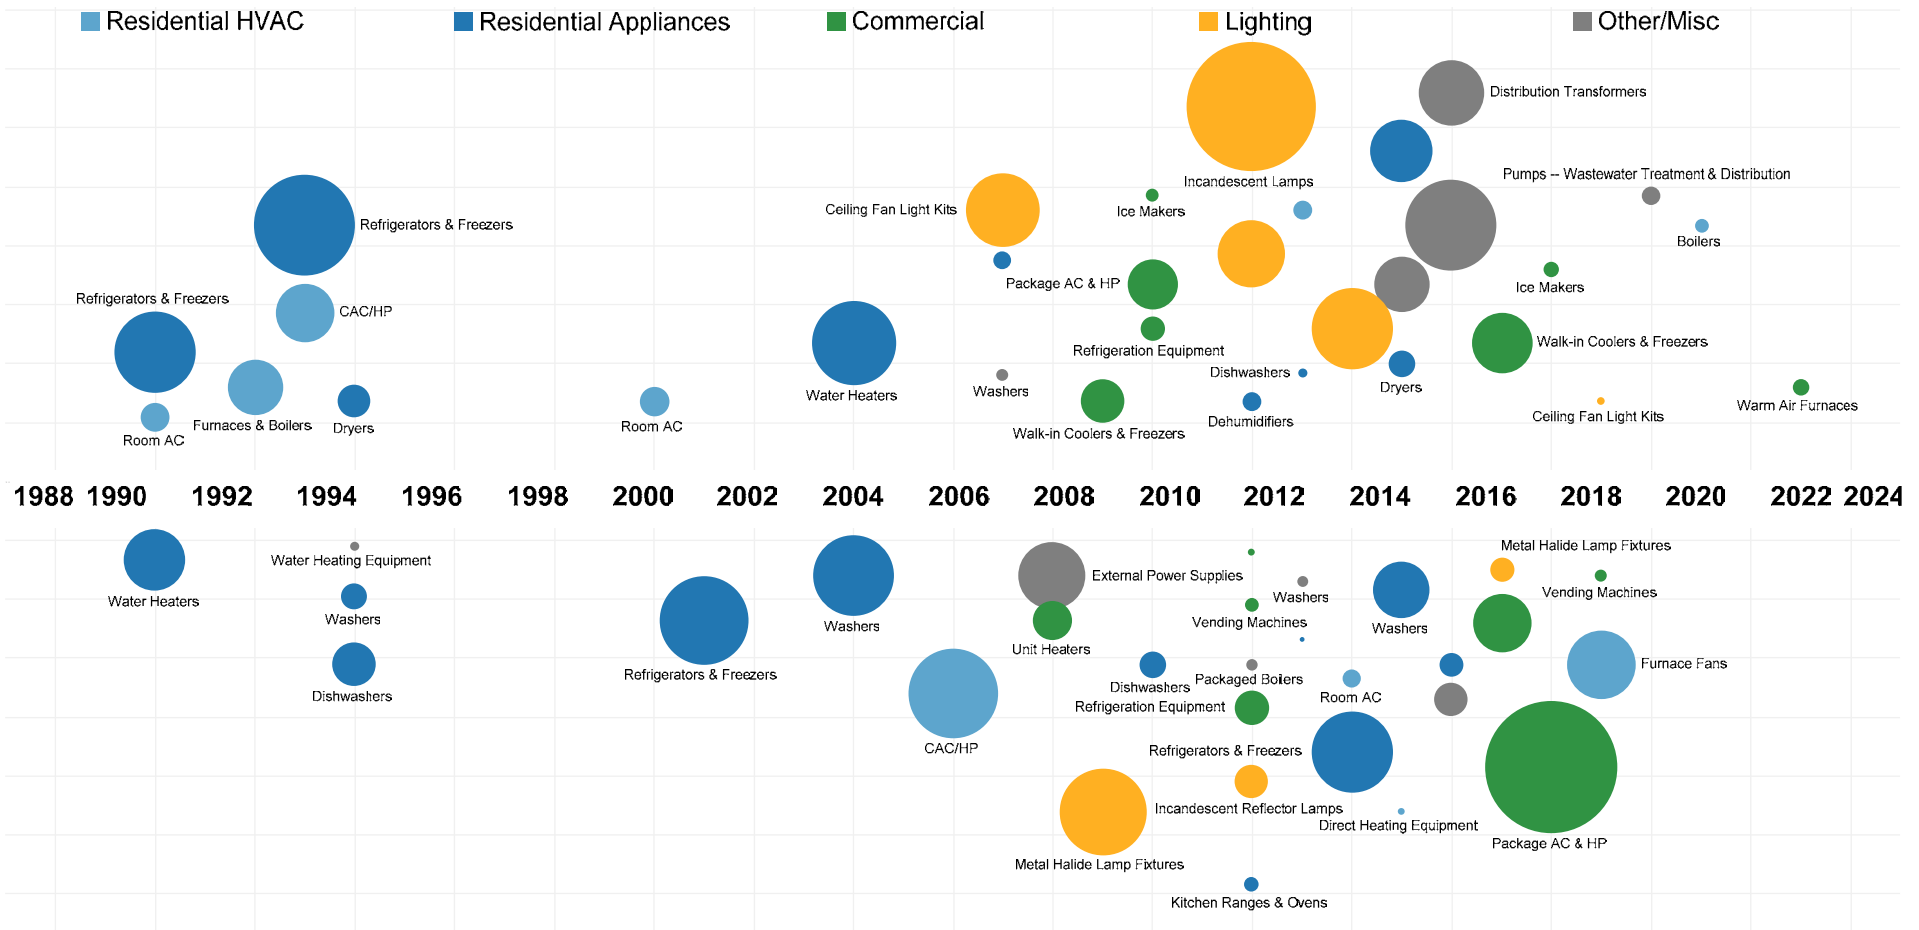 Residential HVAC
Residential Appliances
Commercial
Lighting
Other/Misc
Distribution Transformers
Pumps -- Wastewater Treatment & Distribution
Incandescent Lamps
Ceiling Fan Light Kits
Ice Makers
Refrigerators & Freezers
Boilers
Package AC & HP
Ice Makers
Refrigerators & Freezers
CAC/HP
Refrigeration Equipment
Walk-in Coolers & Freezers
Dishwashers
Dryers
Washers
Water Heaters
Warm Air Furnaces
Ceiling Fan Light Kits
Dehumidifiers
Furnaces & Boilers
Dryers
Room AC
Room AC
Walk-in Coolers & Freezers
1988 1990 1992 1994 1996 1998 2000 2002 2004 2006 2008 2010 2012 2014 2016 2018 2020 2022 2024
Metal Halide Lamp Fixtures
Water Heating Equipment
External Power Supplies
Vending Machines
Water Heaters
Washers
Washers
Washers
Vending Machines
Washers
Unit Heaters
Furnace Fans
Refrigerators & Freezers
Packaged Boilers
Dishwashers
Dishwashers
Room AC
Refrigeration Equipment
CAC/HP
Refrigerators & Freezers
Incandescent Reflector Lamps
Direct Heating Equipment
Package AC & HP
Metal Halide Lamp Fixtures
Kitchen Ranges & Ovens